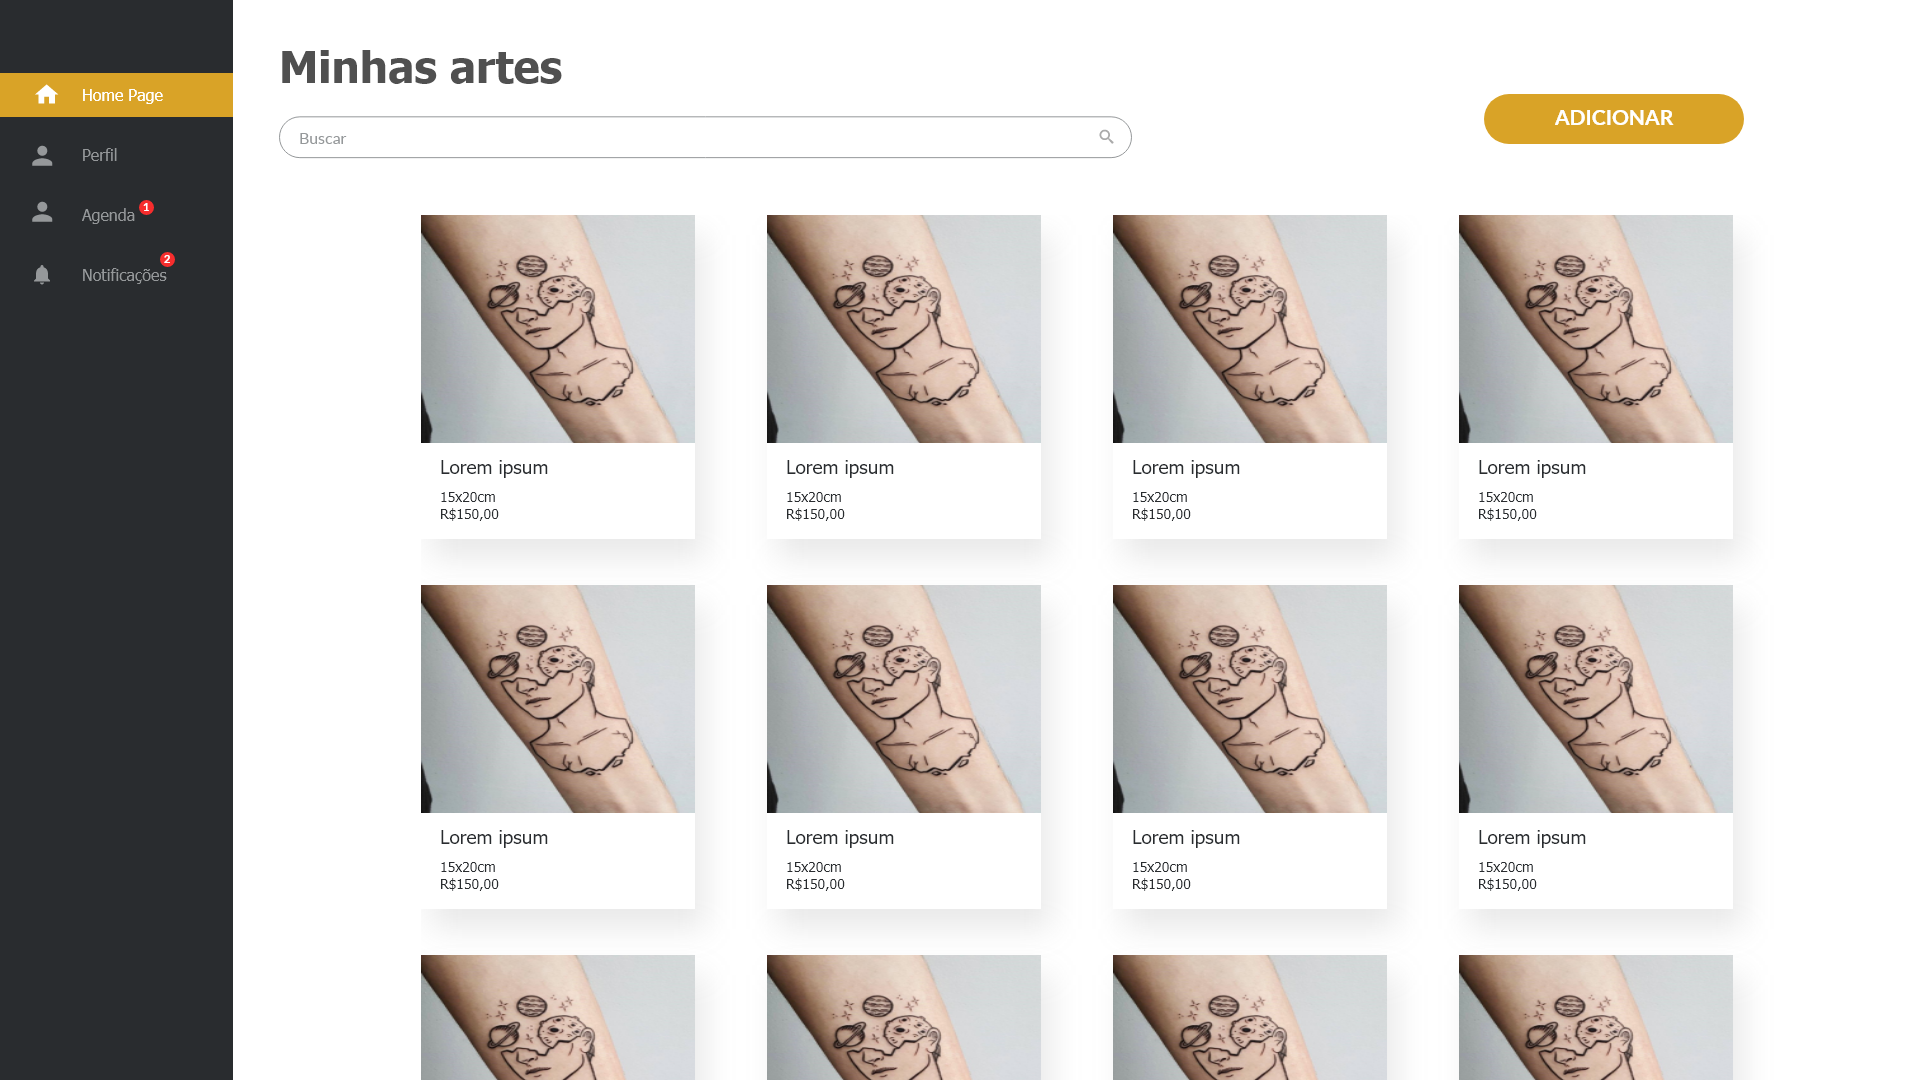 Minhas artes
Home Page
Perfil
Agenda
1
Notificações
2
Buscar
ADICIONAR
Lorem ipsum
15x20cm
R$150,00
Lorem ipsum
15x20cm
R$150,00
Lorem ipsum
15x20cm
R$150,00
Lorem ipsum
15x20cm
R$150,00
Lorem ipsum
15x20cm
R$150,00
Lorem ipsum
15x20cm
R$150,00
Lorem ipsum
15x20cm
R$150,00
Lorem ipsum
15x20cm
R$150,00